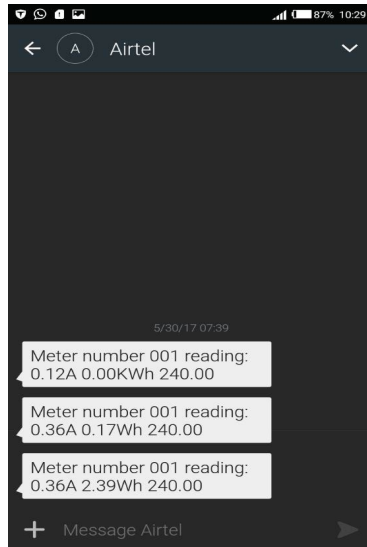 87% 10:29
A Airtel
5/30/17 07:39
Meter number 001 reading:
0.12A 0.00KWh 240.00
Meter number 001 reading:
0.36A 0.17Wh 240.00
Meter number 001 reading:
0.36A 2.39Wh 240.00
Message Airtel